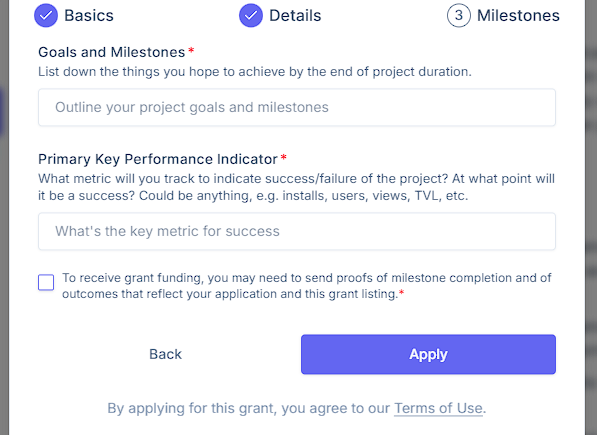 Basics
Details
3 Milestones
Goals and Milestones*
List down the things you hope to achieve by the end of project duration.
Outline your project goals and milestones
Primary Key Performance Indicator*
What metric will you track to indicate success/failure of the project? At what point will
it be a success? Could be anything, e.g. installs, users, views, TVL, etc.
What's the key metric for success
To receive grant funding, you may need to send proofs of milestone completion and of
outcomes that reflect your application and this grant listing.*
Back
Apply
By applying for this grant, you agree to our Terms of Use.